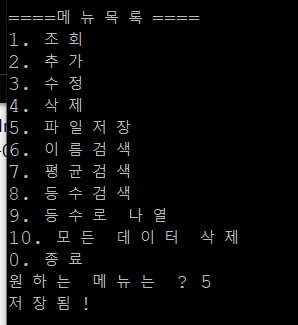 ====메뉴목록====
1. 조회
2. 추가
3. 수정
4. 삭제
5. 파일저장
6. 이름검색
7. 평균검색
8. 등수검색
9. 등수로 나열
10. 모든 데이터 삭제
0. 종료
원하는 메뉴는 ? 5
저장됨!